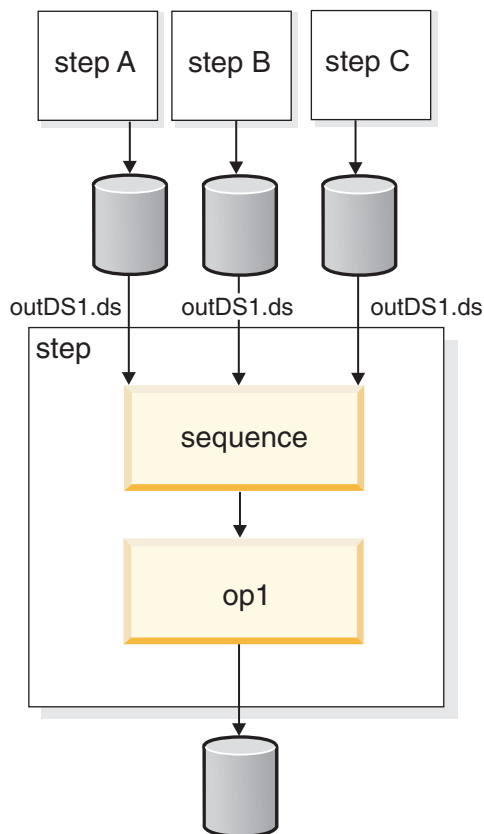 step A
step B
step C
outDS1.ds
outDS1.ds
outDS1.ds
step
sequence
op1